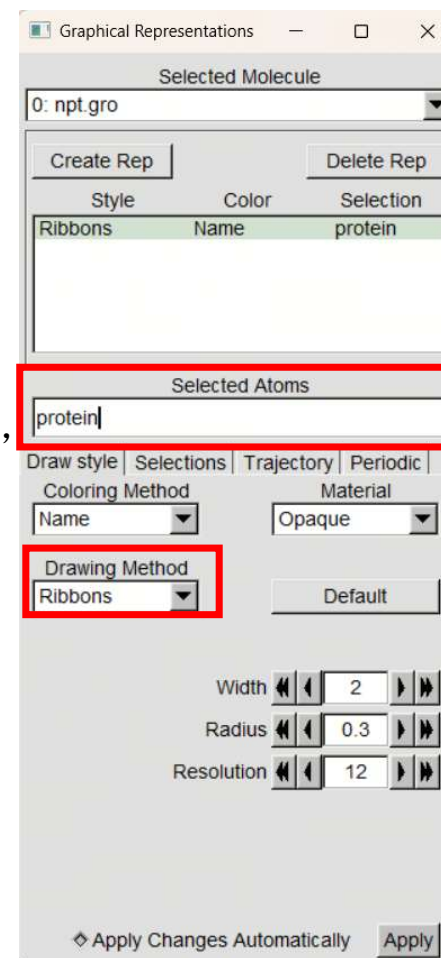 Graphical Representations
Selected Molecule
0: npt.gro
Create Rep Delete Rep
Style Color Selection
Ribbons Name protein
Selected Atoms
protein
,
Draw style Selections Trajectory Periodic
Coloring Method Material
Name Opaque
Drawing Method
Ribbons Default
Width 2
Radius 0.3
Resolution 12
Apply Changes Automatically Apply